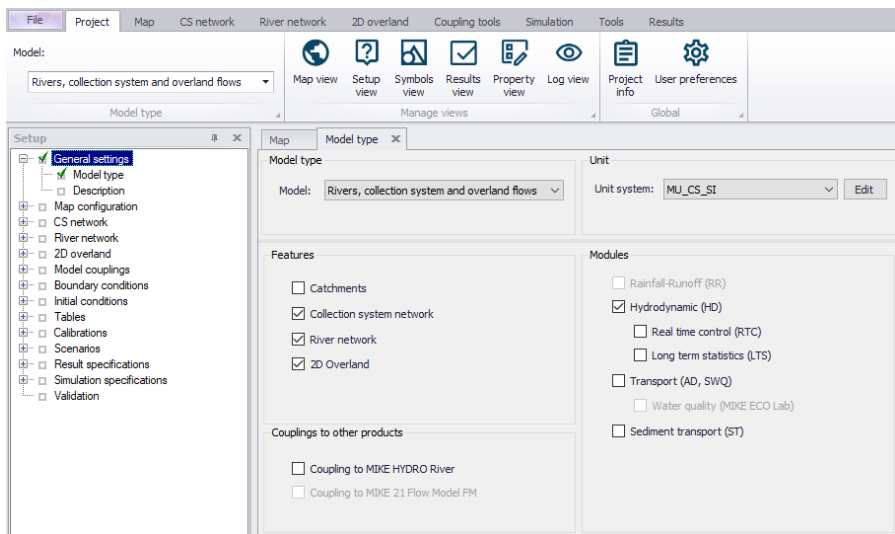 File Project Map CS network River network 2D overland Coupling tools Simulation Tools Results
Model:
Rivers, collection system and overland flows
Model type
Map view Setup view Symbols view Results view Property view Log view
Manage views
Project info User preferences
Global
Setup
General settings
Model type
Description
Map configuration
CS network
River network
2D overland
Model couplings
Boundary conditions
Initial conditions
Tables
Calibrations
Scenarios
Result specifications
Simulation specifications
Validation
Map Model type
Model type
Model: Rivers, collection system and overland flows
Unit
Unit system: MU_CS_SI Edit
Features
Catchments
Collection system network
River network
2D Overland
Couplings to other products
Coupling to MIKE HYDRO River
Coupling to MIKE 21 Flow Model FM
Modules
Rainfall-Runoff (RR)
Hydrodynamic (HD)
Real time control (RTC)
Long term statistics (LTS)
Transport (AD, SWQ)
Water quality (MIKE ECO Lab)
Sediment transport (ST)